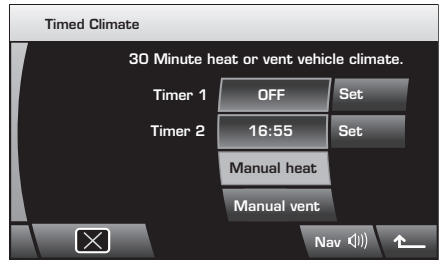 Timed Climate
30 Minute heat or vent vehicle climate.
Timer 1 OFF Set
Timer 2 16:55 Set
Manual heat
Manual vent
Nav